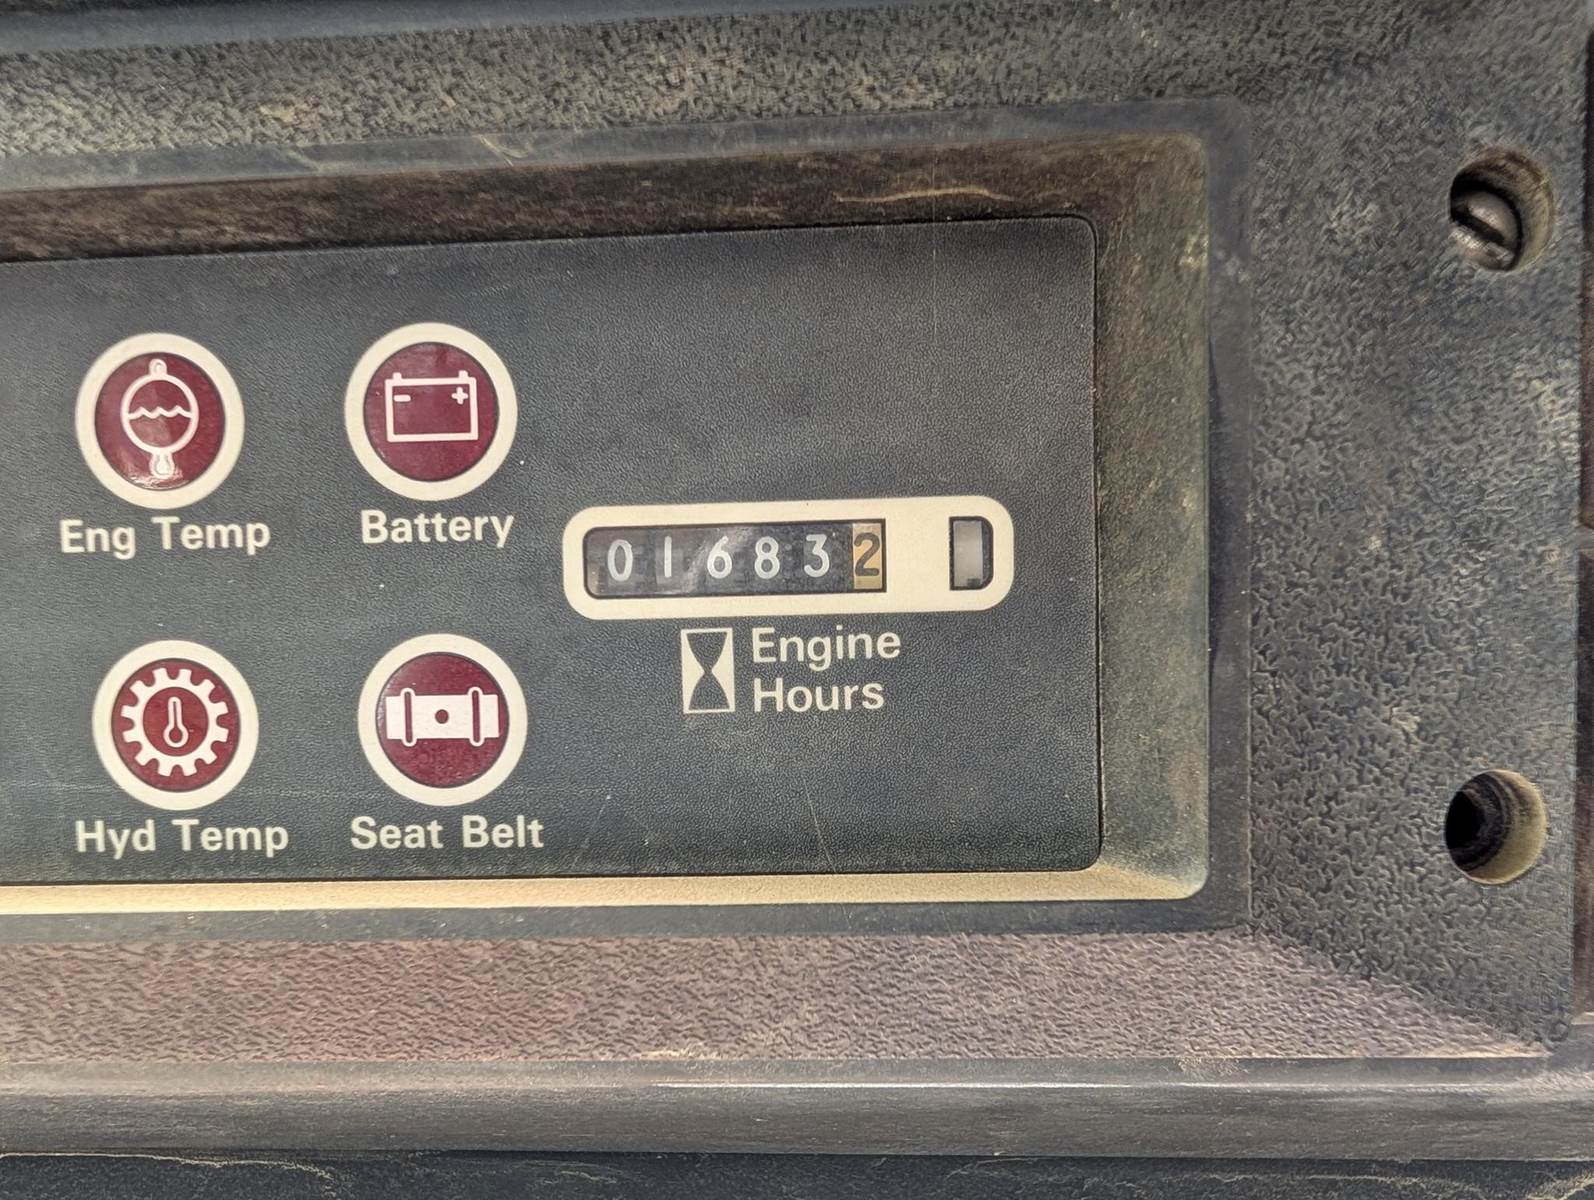 Eng Temp
Battery
016832
Engine
Hours
Hyd Temp
Seat Belt